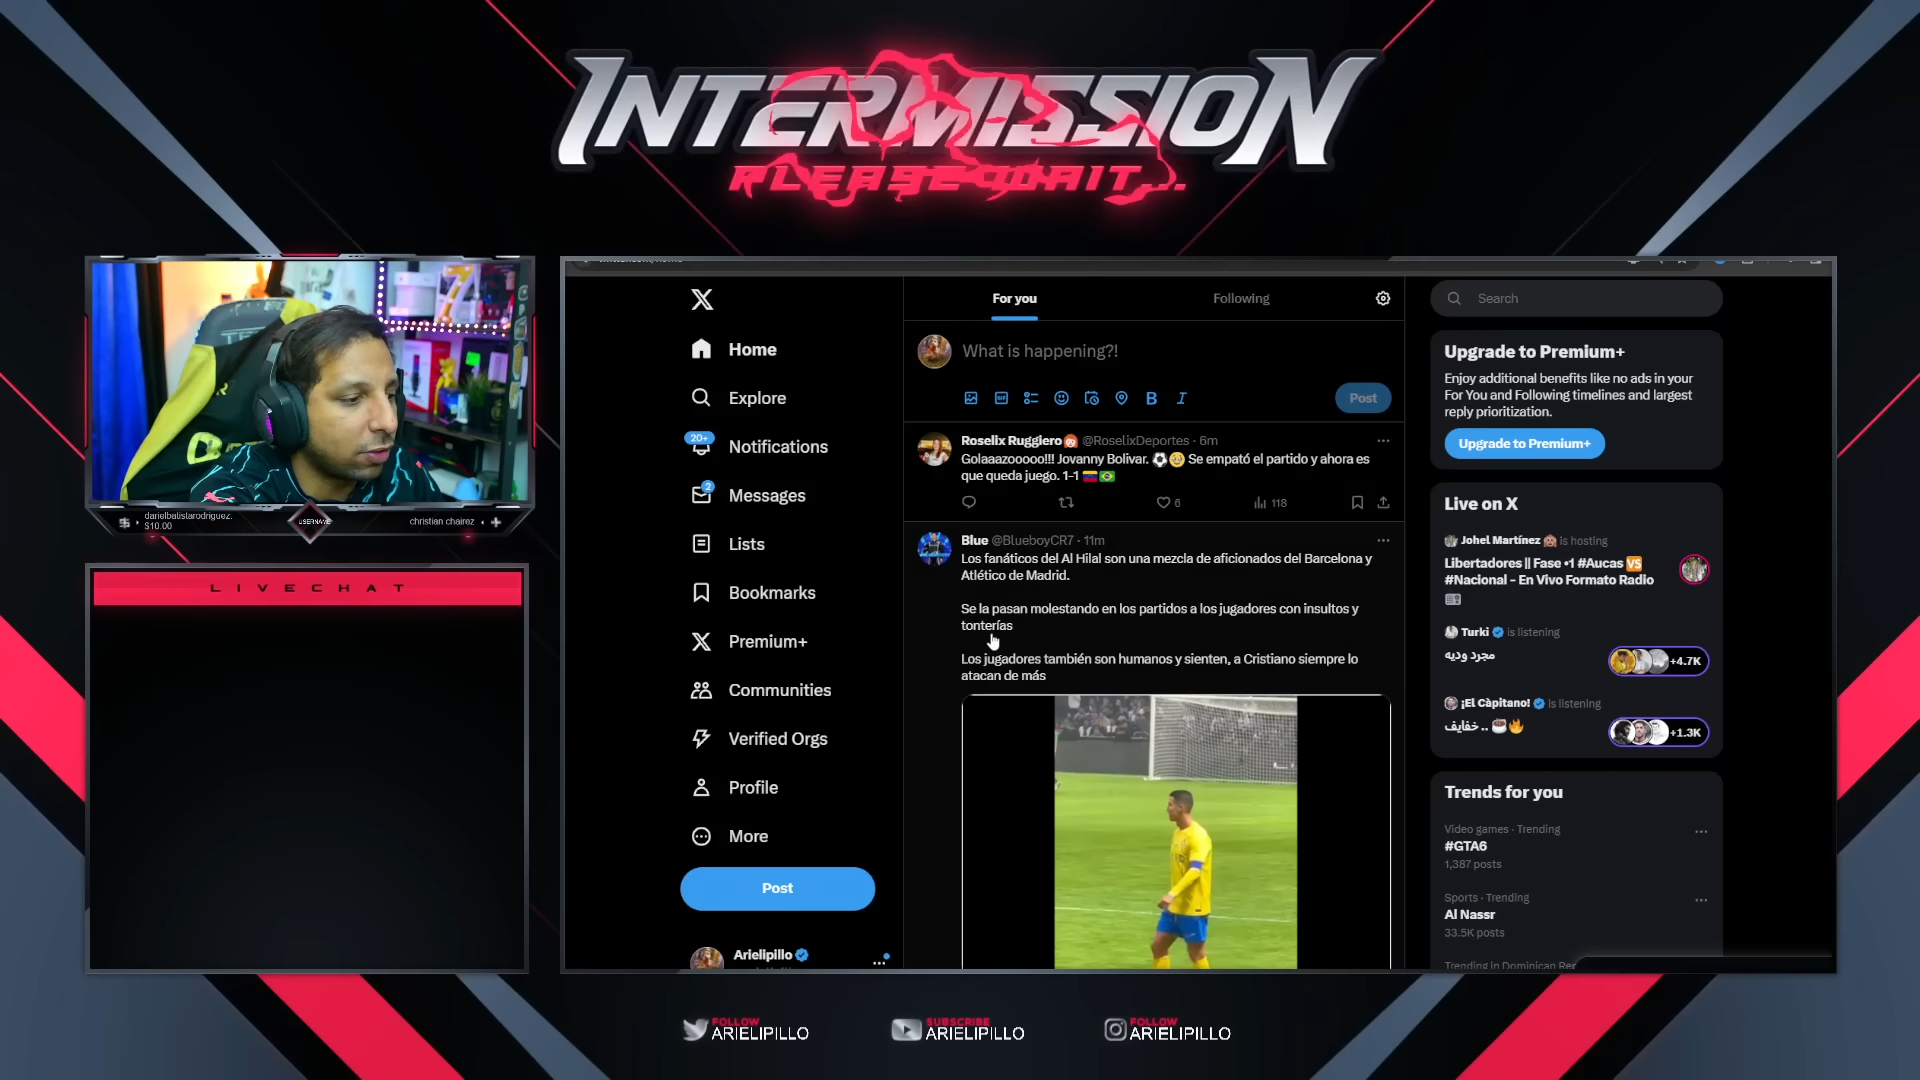 INTERMISSION
PLEASE WAIT...
darielbatistarodriguez.
$10.00
USERNAME
christian chairez
LIVECHAT
Home
Explore
20+
Notifications
2
Messages
Lists
Bookmarks
Premium+
Communities
Verified Orgs
Profile
More
Post
Arielipillo
For you
Following
What is happening?!
Post
Roselix Ruggiero @RoselixDeportes · 6m
Golaaazooooo!!! Jovanny Bolivar. ⚽🥹 Se empató el partido y ahora es
que queda juego. 1-1 🇻🇪🇧🇷
6
118
Blue @BlueboyCR7 · 11m
Los fanáticos del Al Hilal son una mezcla de aficionados del Barcelona y
Atlético de Madrid.
Se la pasan molestando en los partidos a los jugadores con insultos y
tonterías
Los jugadores también son humanos y sienten, a Cristiano siempre lo
atacan de más
Search
Upgrade to Premium+
Enjoy additional benefits like no ads in your
For You and Following timelines and largest
reply prioritization.
Upgrade to Premium+
Live on X
Johel Martínez is hosting
Libertadores || Fase •1 #Aucas 🆚
#Nacional - En Vivo Formato Radio
📻
Turki is listening
مجرد وديه
+4.7K
¡El Càpitano! is listening
خفايف .. ☕🔥
+1.3K
Trends for you
Video games · Trending
#GTA6
1,387 posts
Sports · Trending
Al Nassr
33.5K posts
Trending in Dominican Rep
FOLLOW
ARIELIPILLO
SUBSCRIBE
ARIELIPILLO
FOLLOW
ARIELIPILLO